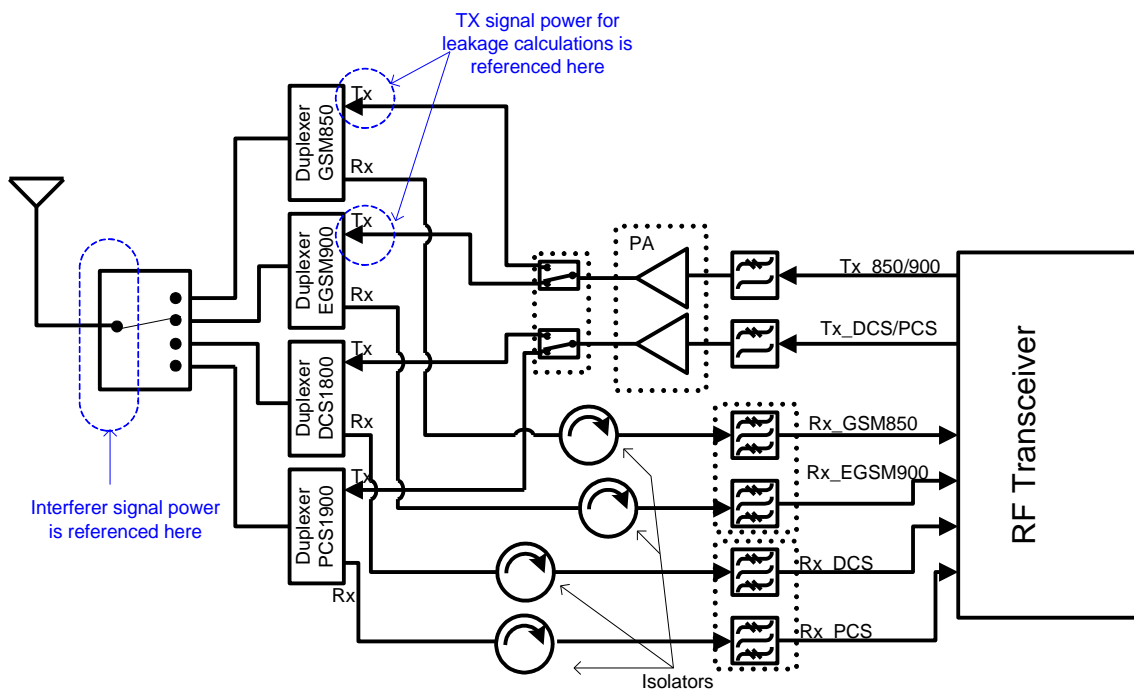 TX signal power for
leakage calculations is
referenced here
Duplexer
GSM850
Tx
Rx
Duplexer
EGSM900
Tx
Rx
Duplexer
DCS1800
Tx
Rx
Duplexer
PCS1900
Tx
Rx
PA
Tx_850/900
Tx_DCS/PCS
Rx_GSM850
Rx_EGSM900
Rx_DCS
Rx_PCS
RF Transceiver
Interferer signal power
is referenced here
Isolators